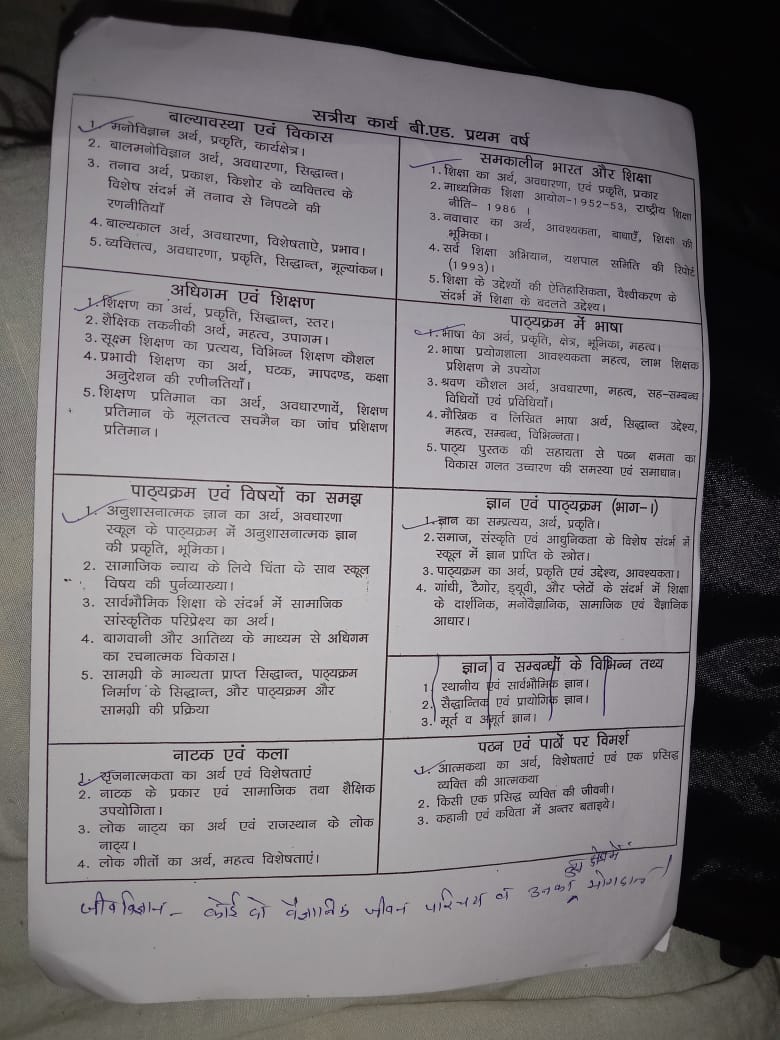 सत्रीय कार्य बी.एड. प्रथम वर्ष
बाल्यावस्था एवं विकास
1. मनोविज्ञान अर्थ, प्रकृति, कार्यक्षेत्र।
2. बालमनोविज्ञान अर्थ, अवधारणा, सिद्धान्त।
3. तनाव अर्थ, प्रकाश, किशोर के व्यक्तित्व के
विशेष संदर्भ में तनाव से निपटने की
रणनीतियाँ
4. बाल्यकाल अर्थ, अवधारणा, विशेषताऐ, प्रभाव।
5. व्यक्तित्व, अवधारणा, प्रकृति, सिद्धान्त, मूल्यांकन।
समकालीन भारत और शिक्षा
1. शिक्षा का अर्थ, अवधारणा, एवं प्रकृति, प्रकार
2. माध्यमिक शिक्षा आयोग-1952-53, राष्ट्रीय शिक्षा
नीति- 1986 ।
3. नवाचार का अर्थ, आवश्यकता, बाधाएँ, शिक्षा की
भूमिका।
4. सर्व शिक्षा अभियान, यशपाल समिति की रिपोर्ट
(1993)।
5. शिक्षा के उद्देश्यों की ऐतिहासिकता, वैश्वीकरण के
संदर्भ में शिक्षा के बदलते उद्देश्य।
अधिगम एवं शिक्षण
1. शिक्षण का अर्थ, प्रकृति, सिद्धान्त, स्तर।
2. शैक्षिक तकनीकी अर्थ, महत्व, उपागम।
3. सूक्ष्म शिक्षण का प्रत्यय, विभिन्न शिक्षण कौशल
4. प्रभावी शिक्षण का अर्थ, घटक, मापदण्ड, कक्षा
अनुदेशन की रणीनतियाँ।
5. शिक्षण प्रतिमान का अर्थ, अवधारणायें, शिक्षण
प्रतिमान के मूलतत्व सचमैन का जांच प्रशिक्षण
प्रतिमान।
पाठ्यक्रम में भाषा
1. भाषा का अर्थ, प्रकृति, क्षेत्र, भूमिका, महत्व।
2. भाषा प्रयोगशाला आवश्यकता महत्व, लाभ शिक्षक
प्रशिक्षण मे उपयोग
3. श्रवण कौशल अर्थ, अवधारणा, महत्व, सह-सम्बन्ध
विधियाँ एवं प्रविधियाँ।
4. मौखिक व लिखित भाषा अर्थ, सिद्धान्त उद्देश्य,
महत्व, सम्बन्ध, विभिन्नता।
5. पाठ्य पुस्तक की सहायता से पठन क्षमता का
विकास गलत उच्चारण की समस्या एवं समाधान।
पाठ्यक्रम एवं विषयों का समझ
1. अनुशासनात्मक ज्ञान का अर्थ, अवधारणा
स्कूल के पाठ्यक्रम में अनुशासनात्मक ज्ञान
की प्रकृति, भूमिका।
2. सामाजिक न्याय के लिये चिंता के साथ स्कूल
विषय की पुर्नव्याख्या।
3. सार्वभौमिक शिक्षा के संदर्भ में सामाजिक
सांस्कृतिक परिप्रेक्ष्य का अर्थ।
4. बागवानी और आतिथ्य के माध्यम से अधिगम
का रचनात्मक विकास।
5. सामग्री के मान्यता प्राप्त सिद्धान्त, पाठ्यक्रम
निर्माण के सिद्धान्त, और पाठ्यक्रम और
सामग्री की प्रक्रिया
ज्ञान एवं पाठ्यक्रम (भाग-I)
1. ज्ञान का सम्प्रत्यय, अर्थ, प्रकृति।
2. समाज, संस्कृति एवं आधुनिकता के विशेष संदर्भ में
स्कूल में ज्ञान प्राप्ति के स्त्रोत।
3. पाठ्यक्रम का अर्थ, प्रकृति एवं उद्देश्य, आवश्यकता।
4. गांधी, टैगोर, ड्यूवी, और प्लेटों के संदर्भ में शिक्षा
के दार्शनिक, मनोवैज्ञानिक, सामाजिक एवं वैज्ञानिक
आधार।
ज्ञान व सम्बन्धों के विभिन्न तथ्य
1. स्थानीय एवं सार्वभौमिक ज्ञान।
2. सैद्धान्तिक एवं प्रायोगिक ज्ञान।
3. मूर्त व अमूर्त ज्ञान।
नाटक एवं कला
1. सृजनात्मकता का अर्थ एवं विशेषताएं
2. नाटक के प्रकार एवं सामाजिक तथा शैक्षिक
उपयोगिता।
3. लोक नाट्य का अर्थ एवं राजस्थान के लोक
नाट्य।
4. लोक गीतों का अर्थ, महत्व विशेषताएं।
पठन एवं पाठों पर विमर्श
1. आत्मकथा का अर्थ, विशेषताएं एवं एक प्रसिद्ध
व्यक्ति की आत्मकथा
2. किसी एक प्रसिद्ध व्यक्ति की जीवनी।
3. कहानी एवं कविता में अन्तर बताइये।
जीवविज्ञान - कोई दो वैज्ञानिक जीवन परिचय व उनका योगदान।